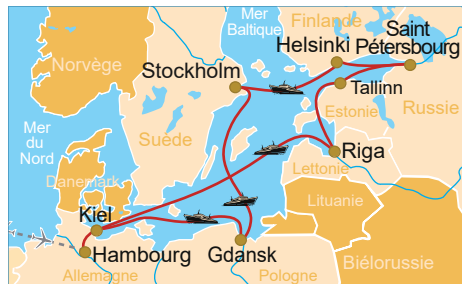 Mer
Baltique
Finlande
Saint
Pétersbourg
Helsinki
Norvège
Stockholm
Tallinn
Estonie
Russie
Mer
du Nord
Suède
Riga
Lettonie
Danemark
Lituanie
Kiel
Hambourg
Gdansk
Biélorussie
Allemagne
Pologne